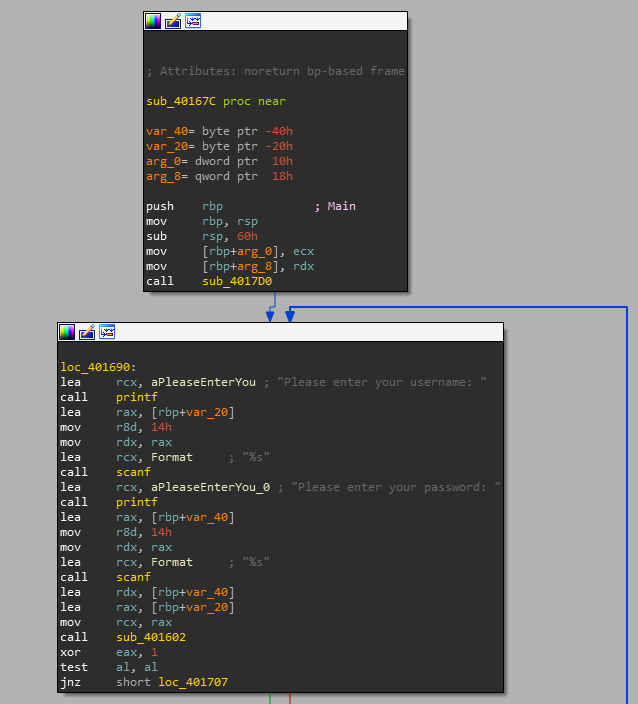 ; Attributes: noreturn bp-based frame
sub_40167C proc near
var_40= byte ptr -40h
var_20= byte ptr -20h
arg_0= dword ptr  10h
arg_8= qword ptr  18h
push    rbp             ; Main
mov     rbp, rsp
sub     rsp, 60h
mov     [rbp+arg_0], ecx
mov     [rbp+arg_8], rdx
call    sub_4017D0
loc_401690:
lea     rcx, aPleaseEnterYou ; "Please enter your username: "
call    printf
lea     rax, [rbp+var_20]
mov     r8d, 14h
mov     rdx, rax
lea     rcx, Format     ; "%s"
call    scanf
lea     rcx, aPleaseEnterYou_0 ; "Please enter your password: "
call    printf
lea     rax, [rbp+var_40]
mov     r8d, 14h
mov     rdx, rax
lea     rcx, Format     ; "%s"
call    scanf
lea     rdx, [rbp+var_40]
lea     rax, [rbp+var_20]
mov     rcx, rax
call    sub_401602
xor     eax, 1
test    al, al
jnz     short loc_401707